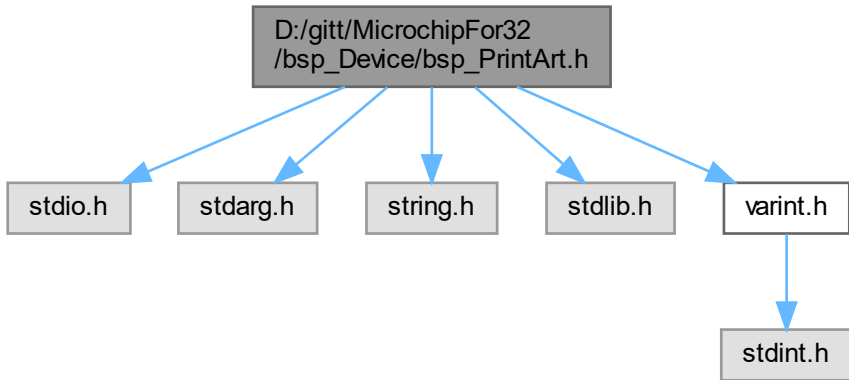 D:/gitt/MicrochipFor32
/bsp_Device/bsp_PrintArt.h
stdio.h
stdarg.h
string.h
stdlib.h
varint.h
stdint.h